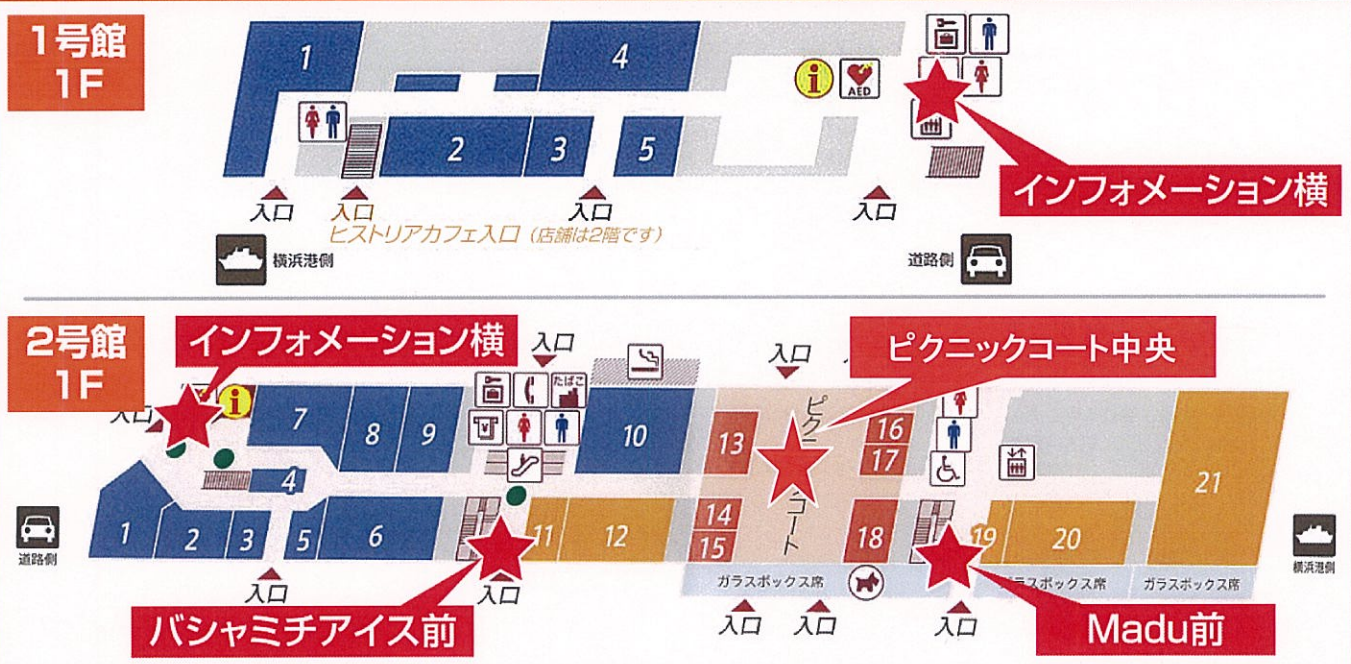 1号館
1F
1
4
AED
2
3
5
インフォメーション横
入口
入口
入口
入口
ヒストリアカフェ入口 (店舗は2階です)
横浜港側
道路側
2号館
1F
インフォメーション横
入口
ピクニックコート中央
入口
たばこ
入口
7
8
9
10
13
16
17
4
21
1
2
3
5
6
11
12
14
15
コート
18
19
20
道路側
横浜港側
ガラスボックス席
ラスボックス席
ガラスボックス席
入口
入口
入口
入口
入口
バシャミチアイス前
Madu前